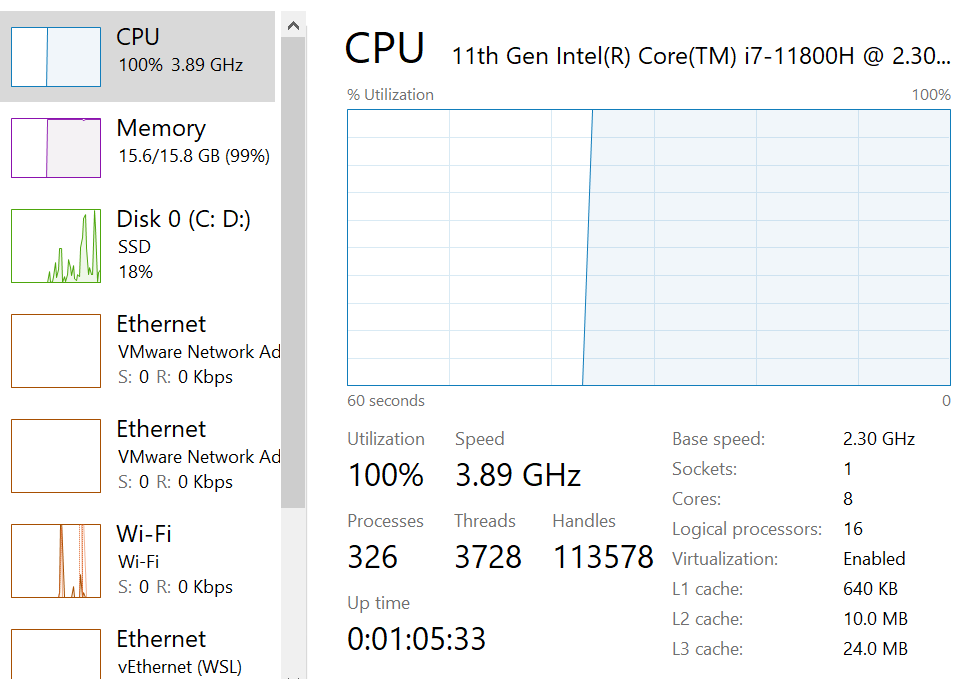 CPU
100% 3.89 GHz
Memory
15.6/15.8 GB (99%)
Disk 0 (C: D:)
SSD
18%
Ethernet
VMware Network Ad
S: 0 R: 0 Kbps
Ethernet
VMware Network Ad
S: 0 R: 0 Kbps
Wi-Fi
Wi-Fi
S: 0 R: 0 Kbps
Ethernet
vEthernet (WSL)
CPU 11th Gen Intel(R) Core(TM) i7-11800H @ 2.30...
% Utilization 100%
60 seconds 0
Utilization Speed
100% 3.89 GHz
Processes Threads Handles
326 3728 113578
Up time
0:01:05:33
Base speed: 2.30 GHz
Sockets: 1
Cores: 8
Logical processors: 16
Virtualization: Enabled
L1 cache: 640 KB
L2 cache: 10.0 MB
L3 cache: 24.0 MB